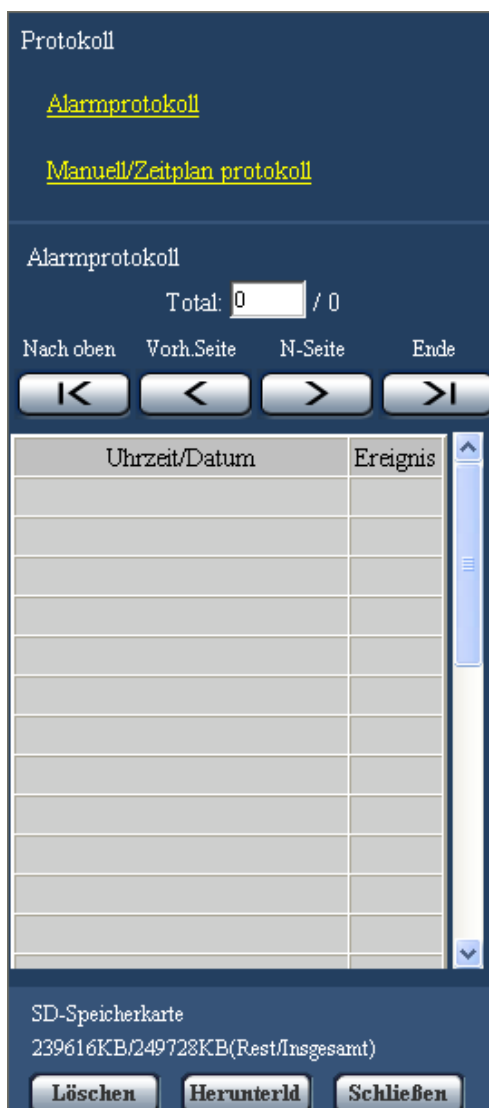 Protokoll
Alarmprotokoll
Manuell/Zeitplan protokoll
Alarmprotokoll
Total: 0 / 0
Nach oben Vorh.Seite N-Seite Ende
Uhrzeit/Datum Ereignis
SD-Speicherkarte
239616KB/249728KB(Rest/Insgesamt)
Löschen Herunterld Schließen